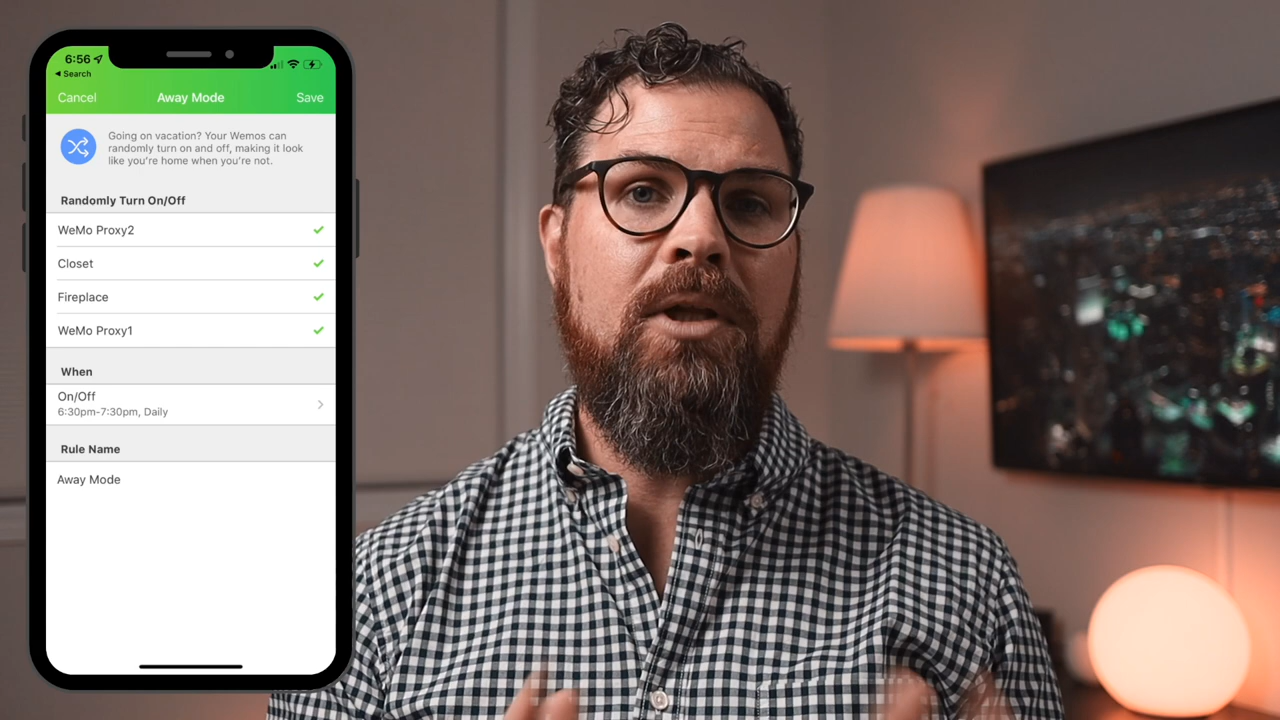 6:56
Search
Cancel Away Mode Save
Going on vacation? Your Wemos can
randomly turn on and off, making it look
like you're home when you're not.
Randomly Turn On/Off
WeMo Proxy2
Closet
Fireplace
WeMo Proxy1
When
On/Off
6:30pm-7:30pm, Daily
Rule Name
Away Mode